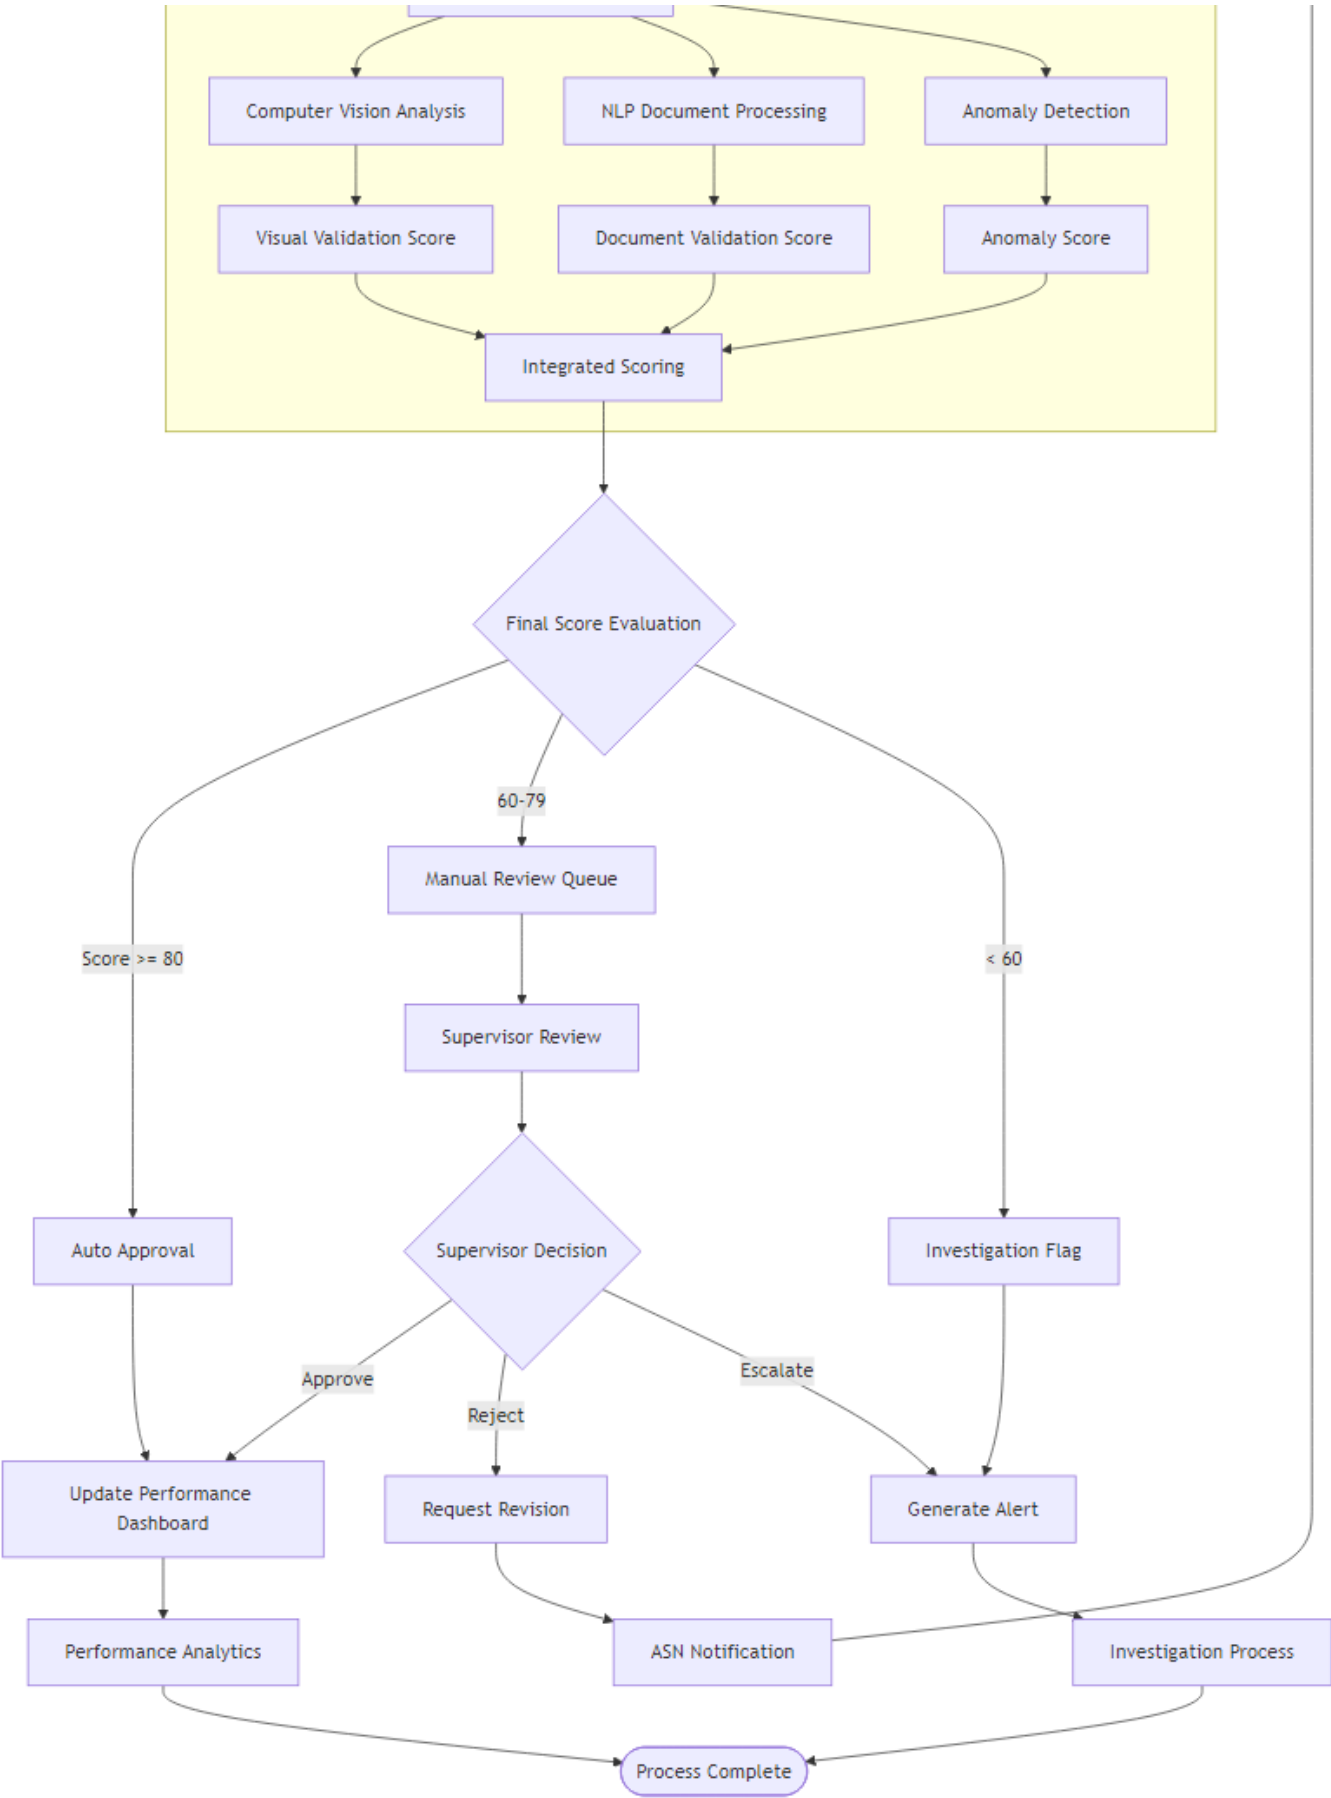 Computer Vision Analysis
NLP Document Processing
Anomaly Detection
Visual Validation Score
Document Validation Score
Anomaly Score
Integrated Scoring
Final Score Evaluation
60-79
Manual Review Queue
Score >= 80
< 60
Supervisor Review
Auto Approval
Supervisor Decision
Investigation Flag
Approve
Escalate
Reject
Update Performance
Dashboard
Request Revision
Generate Alert
Performance Analytics
ASN Notification
Investigation Process
Process Complete